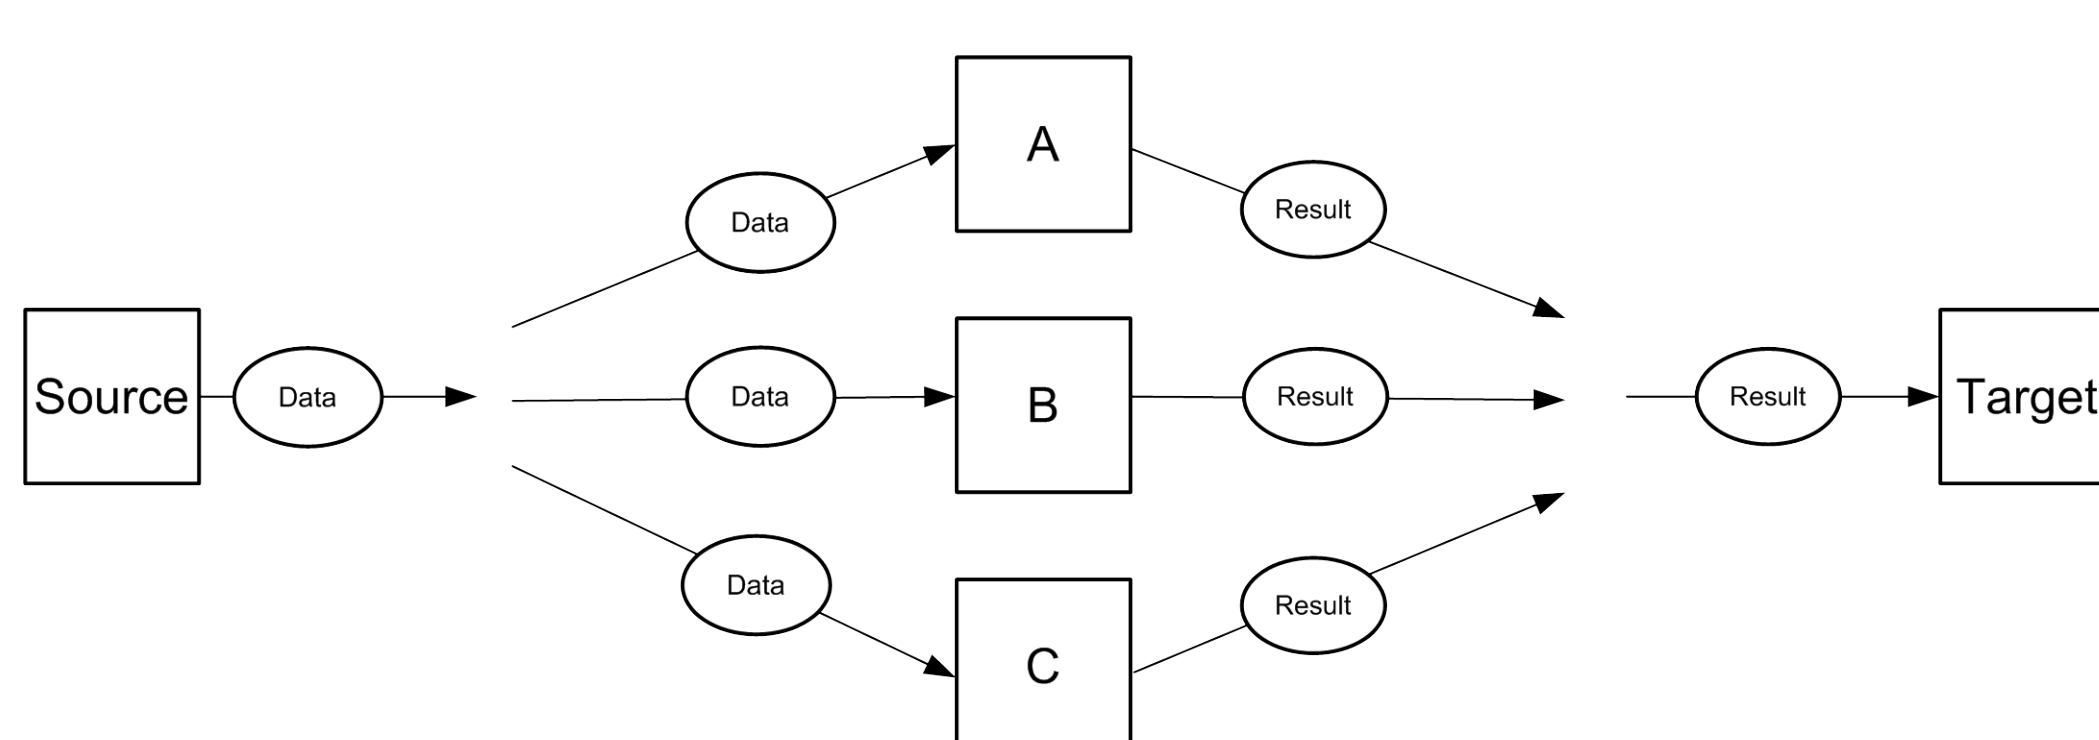 A
Data
Result
Source
Data
Data
B
Result
Result
Target
Data
C
Result